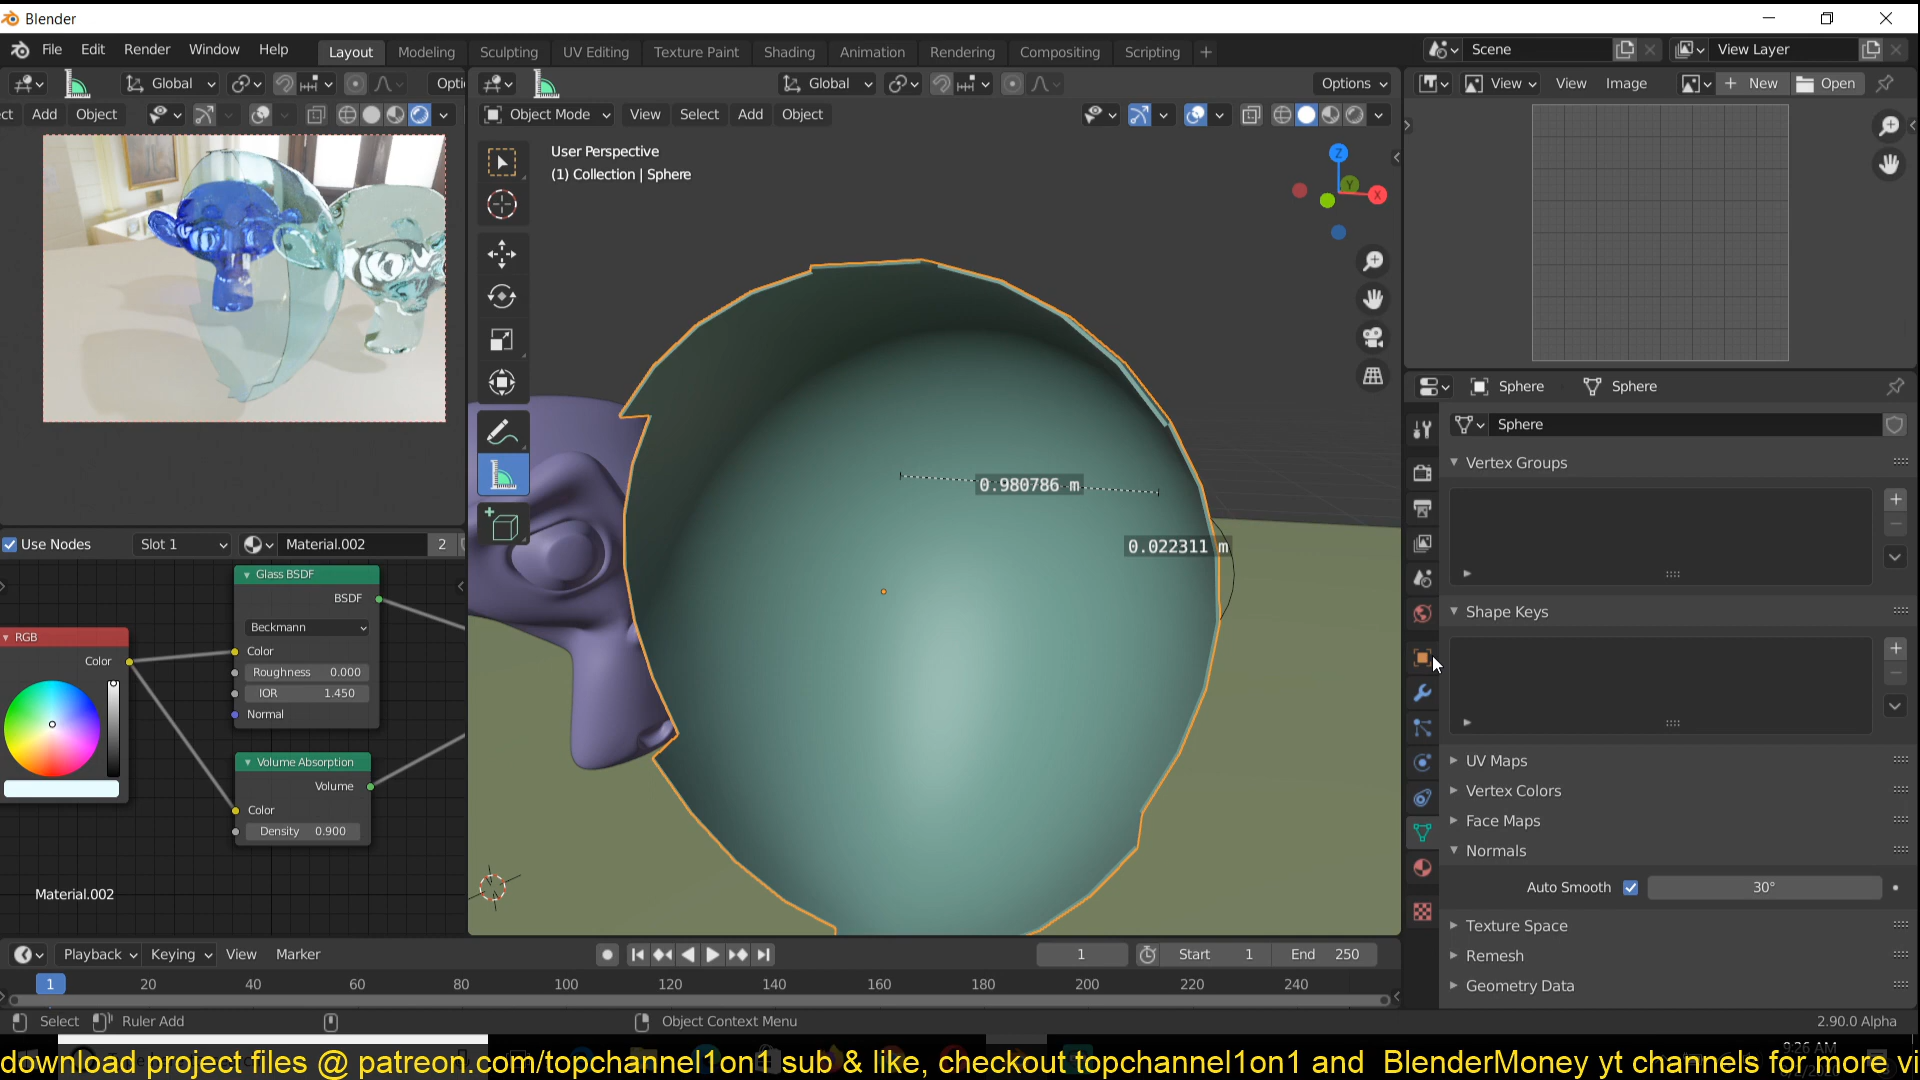 Blender
File Edit Render Window Help Layout Modeling Sculpting UV Editing Texture Paint Shading Animation Rendering Compositing Scripting + Scene View Layer
Global Opti Global Options View View Image New Open
ct Add Object Object Mode View Select Add Object
User Perspective
(1) Collection | Sphere
Z
Y
X
0.980786 m
0.022311 m
Sphere Sphere
Sphere
Vertex Groups
Shape Keys
UV Maps
Vertex Colors
Face Maps
Normals
Auto Smooth 30°
Texture Space
Remesh
Geometry Data
Use Nodes Slot 1 Material.002 2
Glass BSDF
BSDF
Beckmann
Color
Roughness 0.000
IOR 1.450
Normal
RGB
Color
Volume Absorption
Volume
Color
Density 0.900
Material.002
Playback Keying View Marker 1 Start 1 End 250
1 20 40 60 80 100 120 140 160 180 200 220 240
Select Ruler Add Object Context Menu 2.90.0 Alpha
9:26 AM
download project files @ patreon.com/topchannel1on1 sub & like, checkout topchannel1on1 and BlenderMoney yt channels for more vi